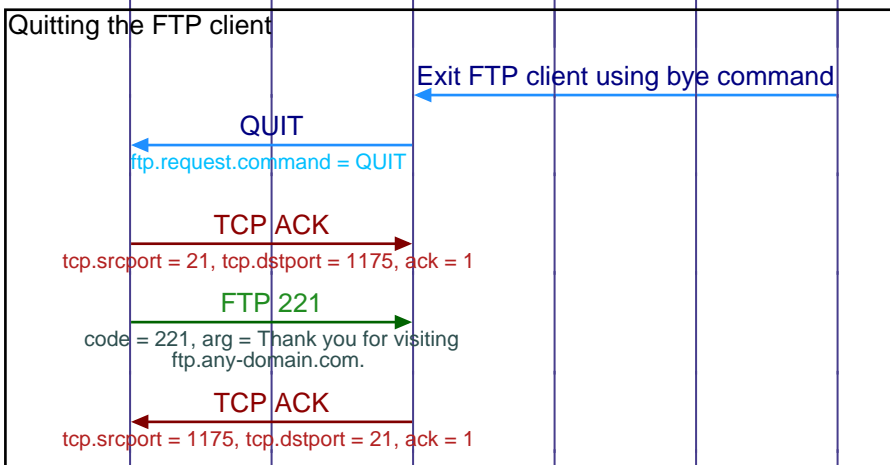 Quitting the FTP client
Exit FTP client using bye command
QUIT
ftp.request.command = QUIT
TCP ACK
tcp.srcport = 21, tcp.dstport = 1175, ack = 1
FTP 221
code = 221, arg = Thank you for visiting
ftp.any-domain.com.
TCP ACK
tcp.srcport = 1175, tcp.dstport = 21, ack = 1